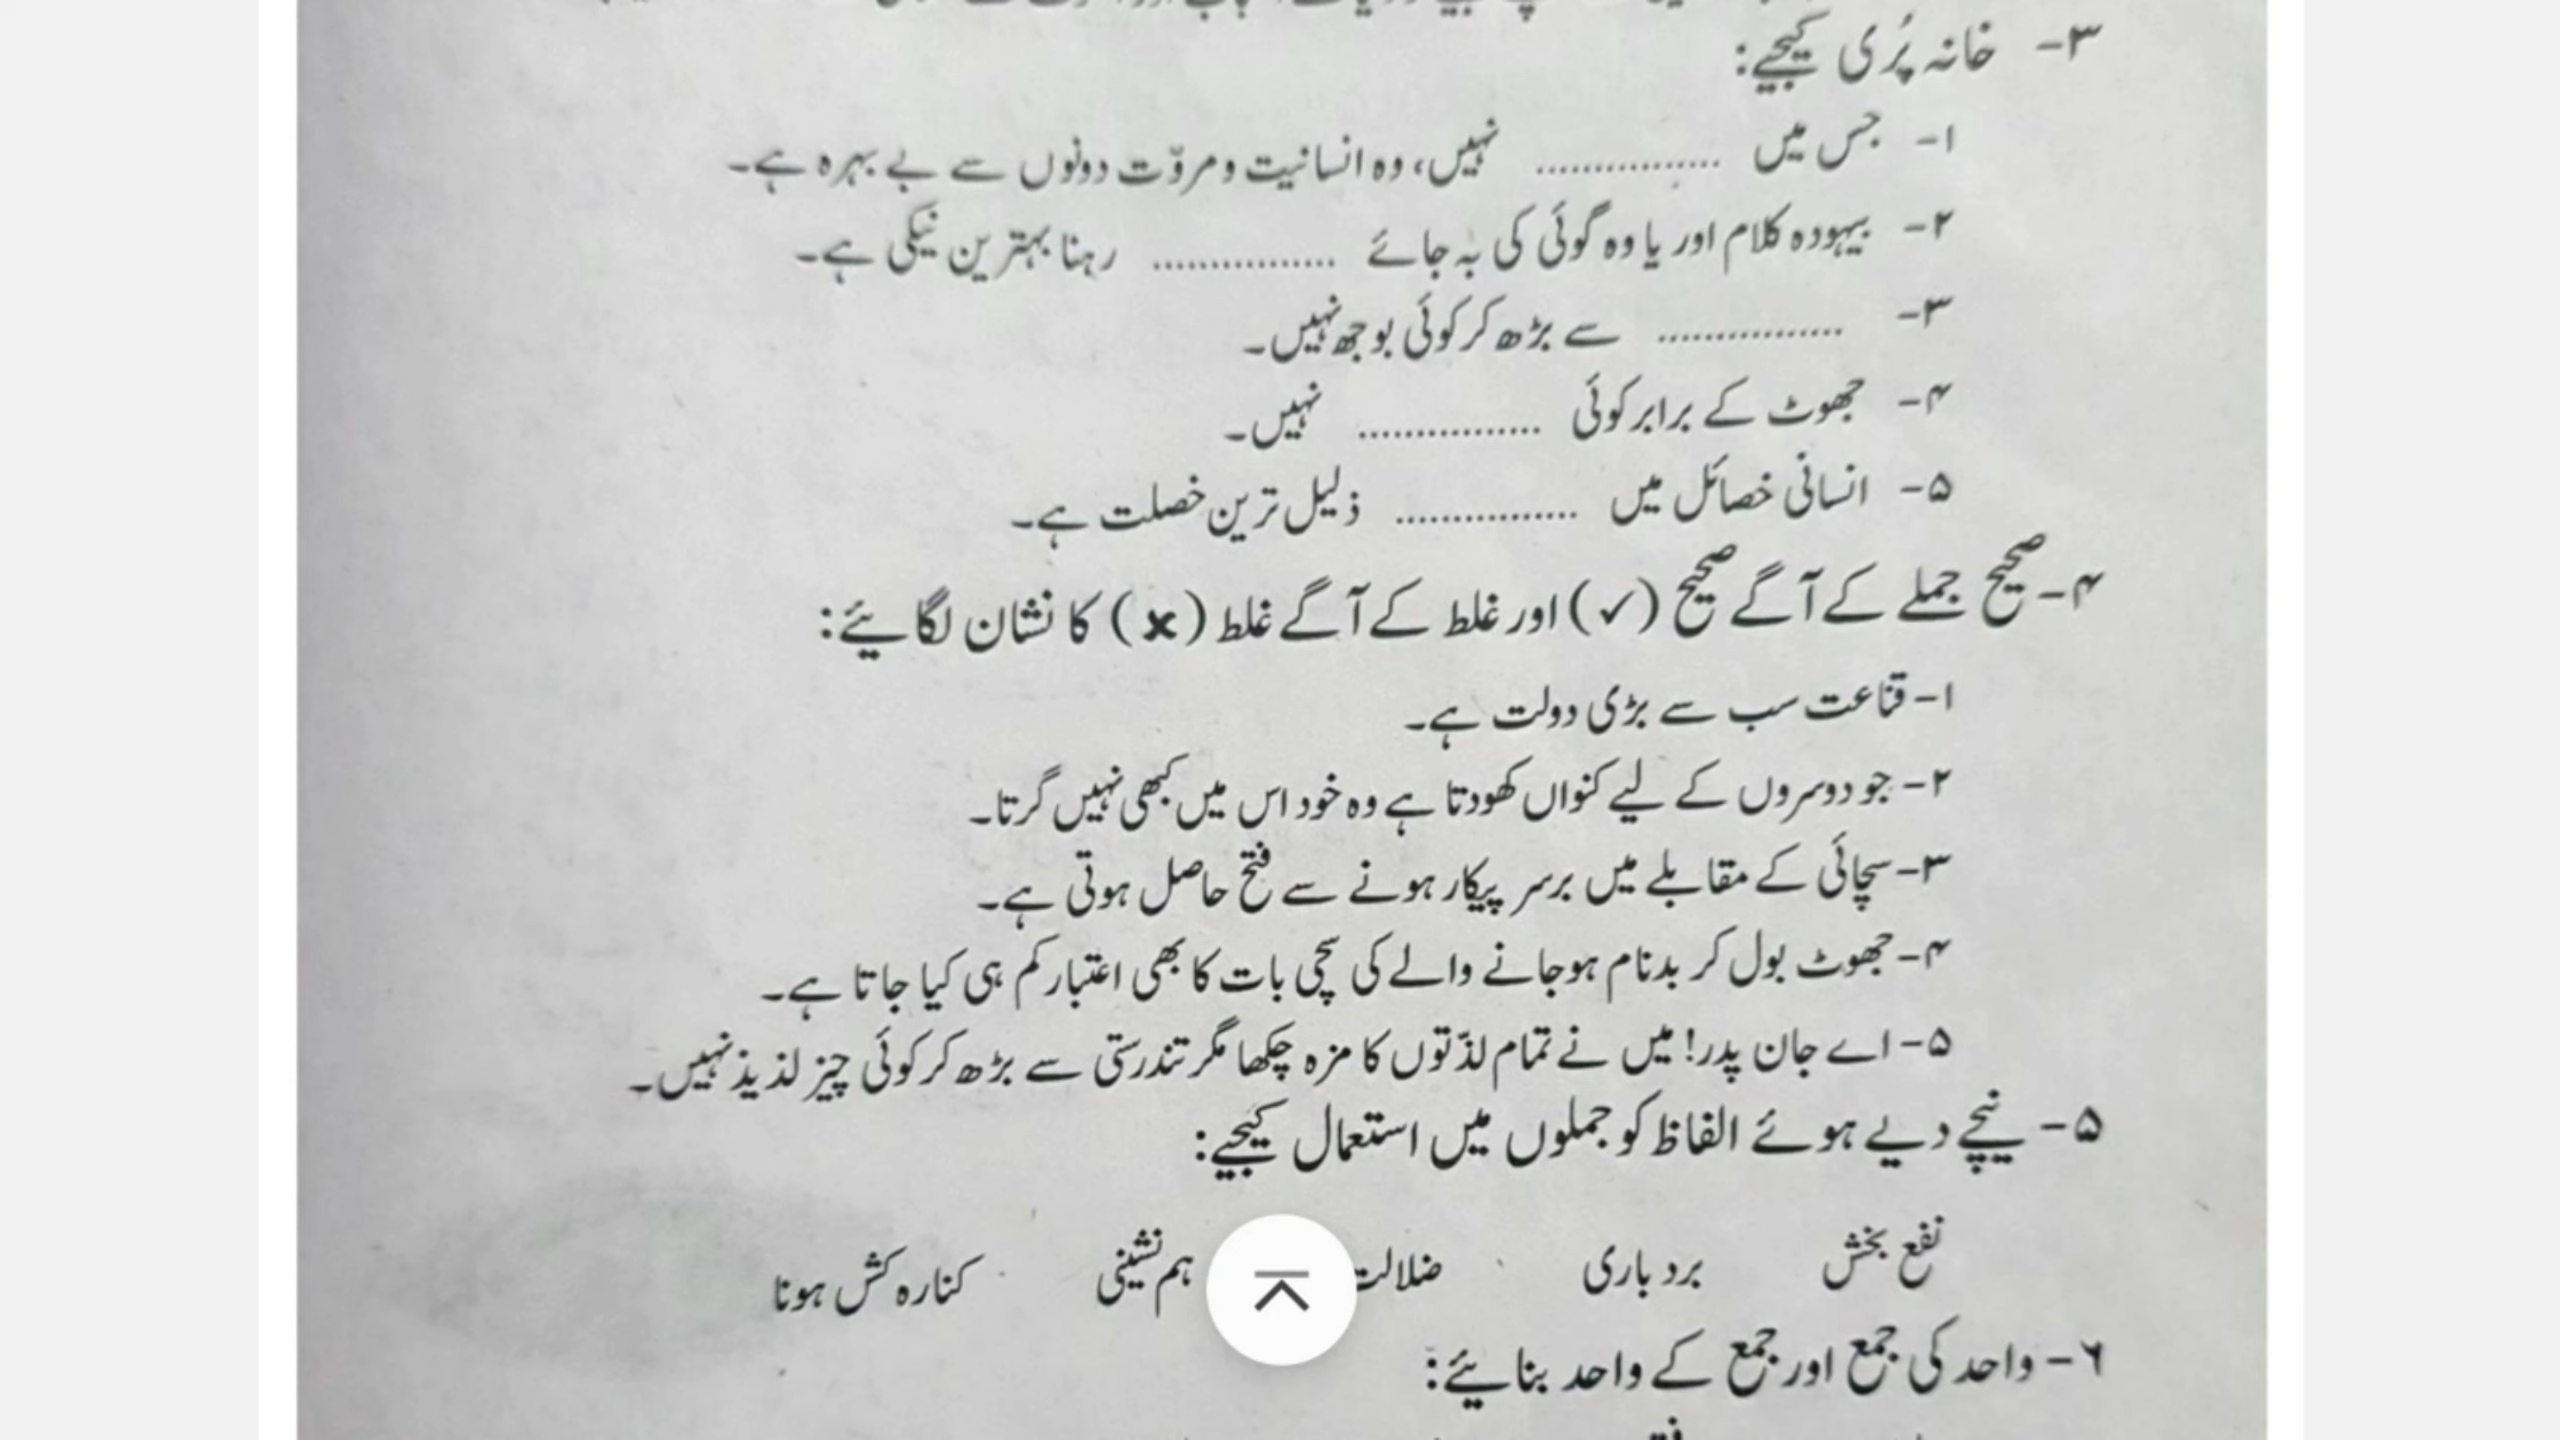 ۳- خانہ پُری کیجیے:
۱- جس میں ................ نہیں، وہ انسانیت و مروّت دونوں سے بے بہرہ ہے۔
۲- بیہودہ کلام اور یا وہ گوئی کی بہ جائے ................ رہنا بہترین نیکی ہے۔
۳- ................ سے بڑھ کر کوئی بوجھ نہیں۔
۴- جھوٹ کے برابر کوئی ................ نہیں۔
۵- انسانی خصائل میں ................ ذلیل ترین خصلت ہے۔
۴- صحیح جملے کے آگے صحیح (✓) اور غلط کے آگے غلط (✗) کا نشان لگائیے:
۱- قناعت سب سے بڑی دولت ہے۔
۲- جو دوسروں کے لیے کنواں کھودتا ہے وہ خود اس میں کبھی نہیں گرتا۔
۳- سچائی کے مقابلے میں برسر پیکار ہونے سے فتح حاصل ہوتی ہے۔
۴- جھوٹ بول کر بدنام ہوجانے والے کی سچی بات کا بھی اعتبار کم ہی کیا جاتا ہے۔
۵- اے جان پدر! میں نے تمام لذّتوں کا مزہ چکھا مگر تندرستی سے بڑھ کر کوئی چیز لذیذ نہیں۔
۵- نیچے دیے ہوئے الفاظ کو جملوں میں استعمال کیجیے:
نفع بخش بردباری ضلالت ہم نشینی کنارہ کش ہونا
۶- واحد کی جمع اور جمع کے واحد بنائیے: